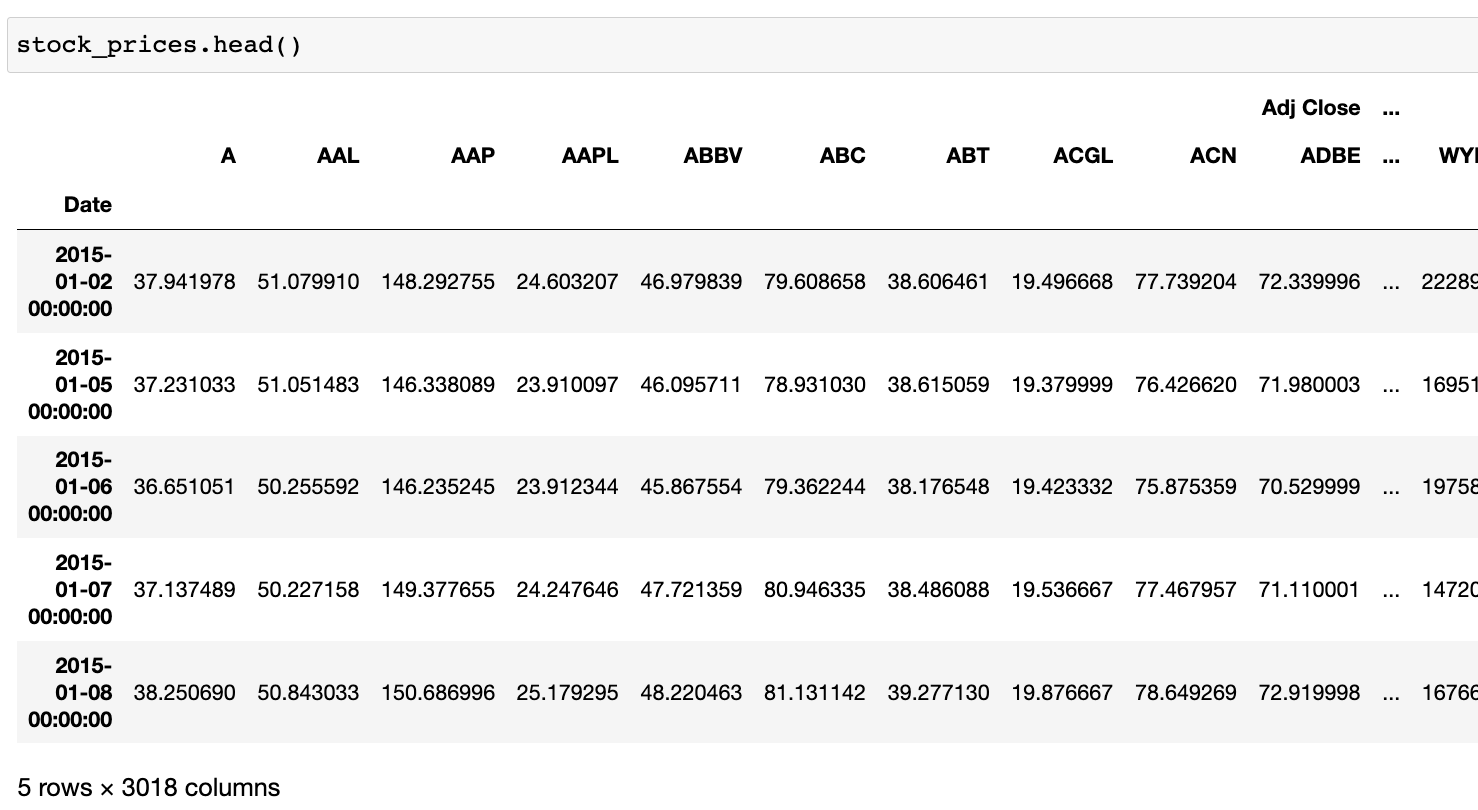 stock_prices.head()
Adj Close ...
A AAL AAP AAPL ABBV ABC ABT ACGL ACN ADBE ...
Date
2015-
01-02 37.941978 51.079910 148.292755 24.603207 46.979839 79.608658 38.606461 19.496668 77.739204 72.339996 ... 22289
00:00:00
2015-
01-05 37.231033 51.051483 146.338089 23.910097 46.095711 78.931030 38.615059 19.379999 76.426620 71.980003 ... 16951
00:00:00
2015-
01-06 36.651051 50.255592 146.235245 23.912344 45.867554 79.362244 38.176548 19.423332 75.875359 70.529999 ... 19758
00:00:00
2015-
01-07 37.137489 50.227158 149.377655 24.247646 47.721359 80.946335 38.486088 19.536667 77.467957 71.110001 ... 14720
00:00:00
2015-
01-08 38.250690 50.843033 150.686996 25.179295 48.220463 81.131142 39.277130 19.876667 78.649269 72.919998 ... 16766
00:00:00
5 rows × 3018 columns